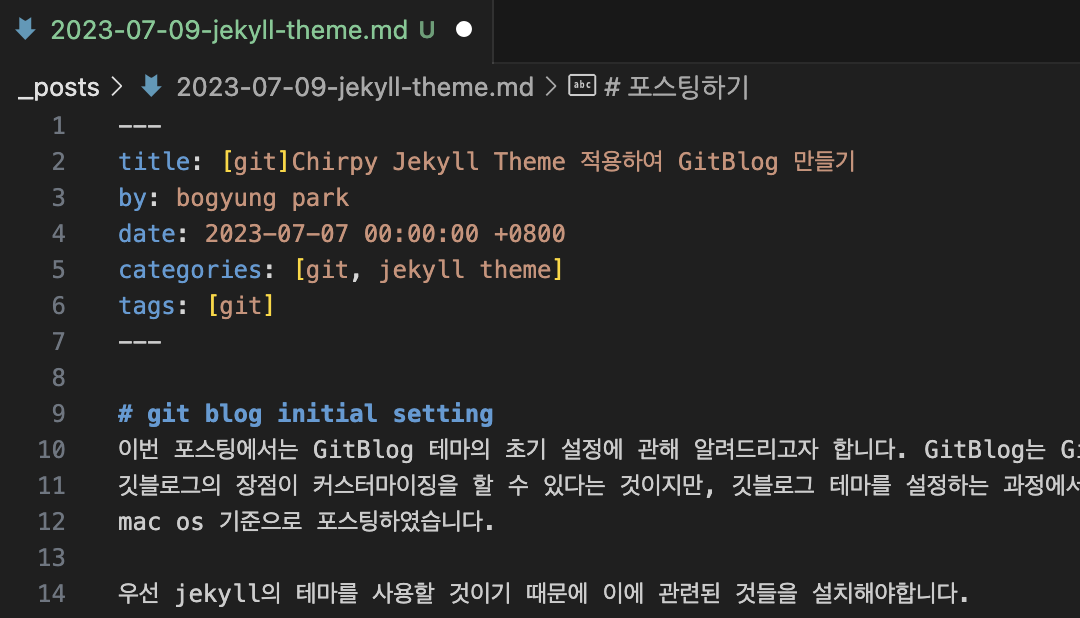 2023-07-09-jekyll-theme.md U
_posts > 2023-07-09-jekyll-theme.md > abc # 포스팅하기
1 ---
2 title: [git]Chirpy Jekyll Theme 적용하여 GitBlog 만들기
3 by: bogyung park
4 date: 2023-07-07 00:00:00 +0800
5 categories: [git, jekyll theme]
6 tags: [git]
7 ---
8
9 # git blog initial setting
10 이번 포스팅에서는 GitBlog 테마의 초기 설정에 관해 알려드리고자 합니다. GitBlog는
11 깃블로그의 장점이 커스터마이징을 할 수 있다는 것이지만, 깃블로그 테마를 설정하는 과정에서
12 mac os 기준으로 포스팅하였습니다.
13
14 우선 jekyll의 테마를 사용할 것이기 때문에 이에 관련된 것들을 설치해야합니다.